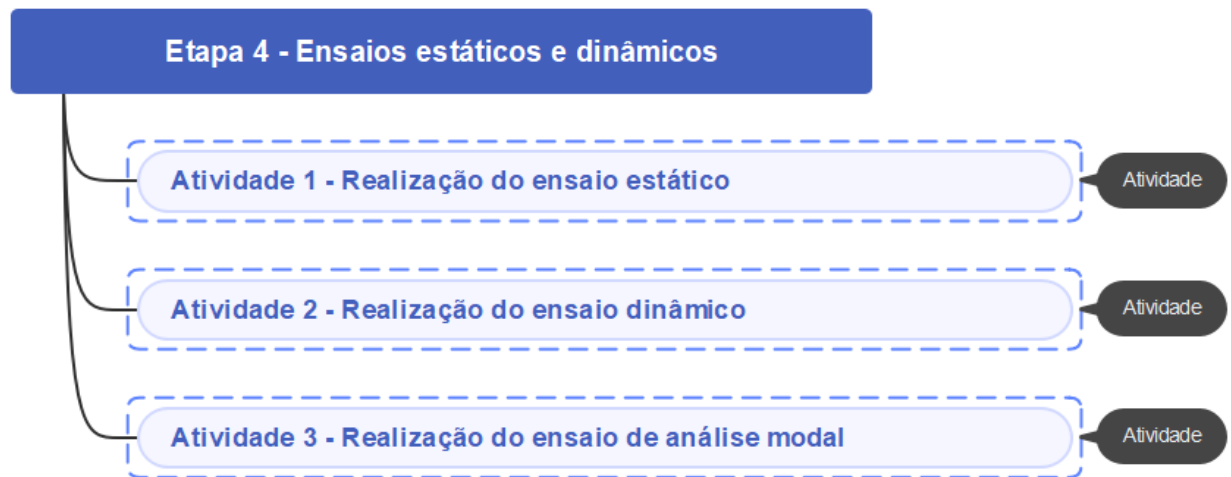 Etapa 4 - Ensaios estáticos e dinâmicos
Atividade 1 - Realização do ensaio estático
Atividade
Atividade 2 - Realização do ensaio dinâmico
Atividade
Atividade 3 - Realização do ensaio de análise modal
Atividade